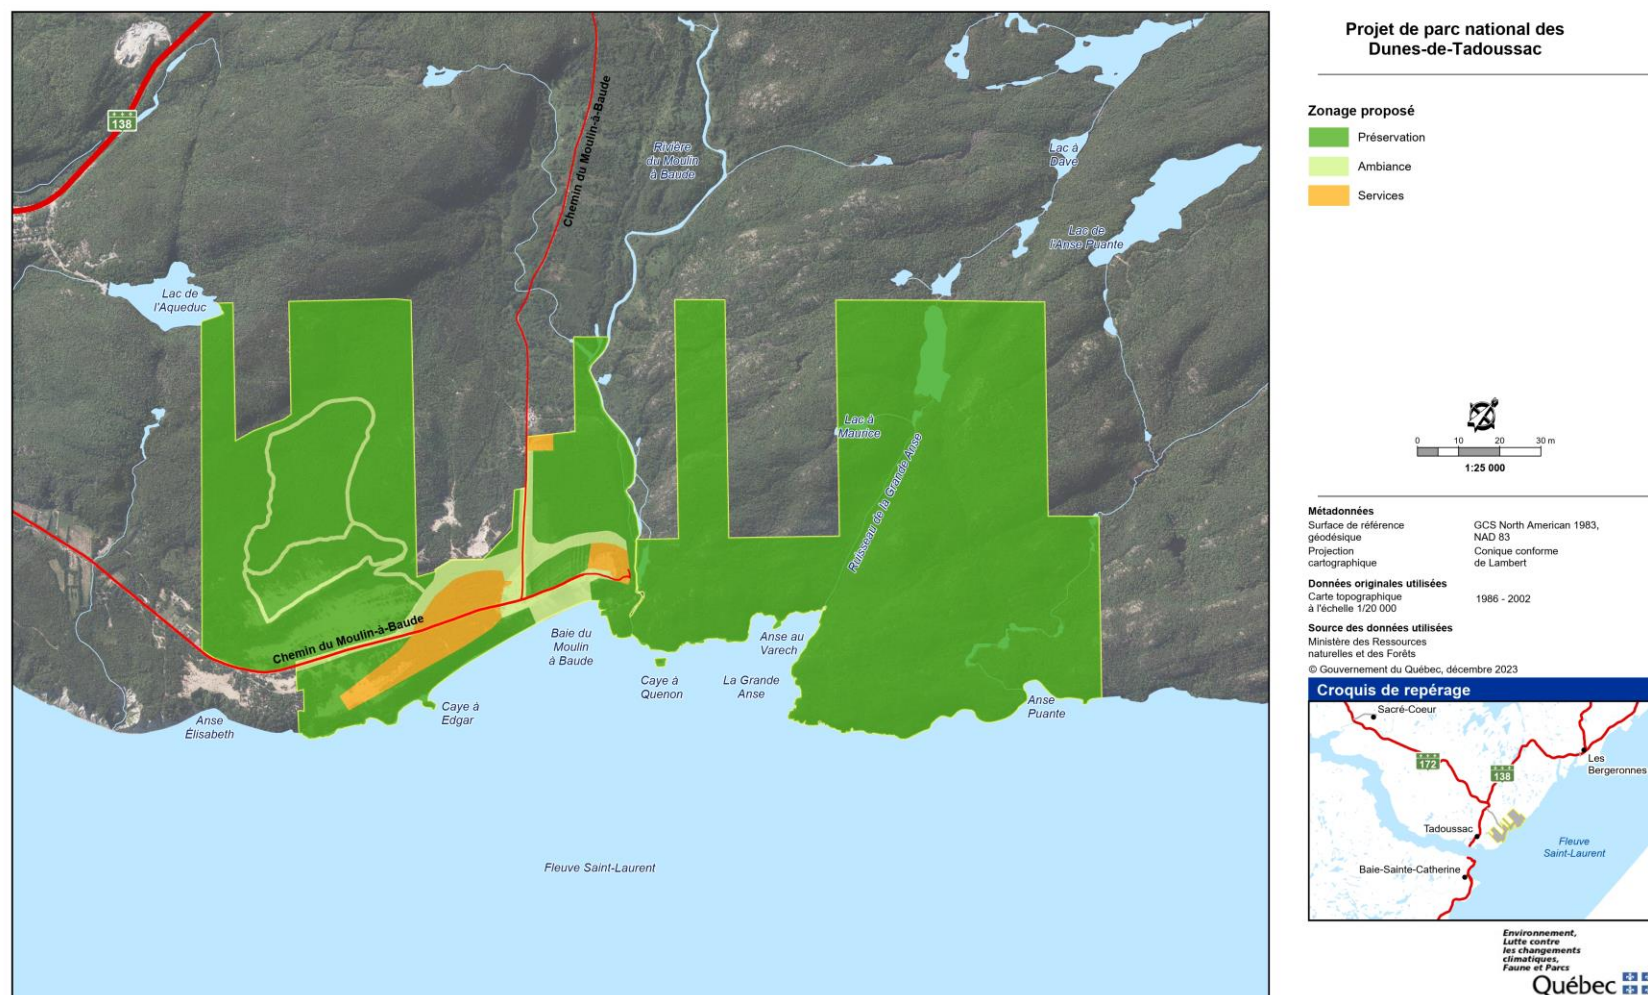 138
Chemin du Moulin-à-Baude
Rivière
du Moulin
à Baude
Lac à
Dave
Lac de
l'Anse Puante
Lac de
l'Aqueduc
Lac à
Maurice
Ruisseau de la Grande Anse
Chemin du Moulin-à-Baude
Baie du
Moulin
à Baude
Anse au
Varech
Caye à
Quenon
La Grande
Anse
Anse
Puante
Caye à
Edgar
Anse
Élisabeth
Fleuve Saint-Laurent
Projet de parc national des
Dunes-de-Tadoussac
Zonage proposé
Préservation
Ambiance
Services
0 10 20 30 m
1:25 000
Métadonnées
Surface de référence
géodésique
GCS North American 1983,
NAD 83
Projection
cartographique
Conique conforme
de Lambert
Données originales utilisées
Carte topographique
à l'échelle 1/20 000
1986 - 2002
Source des données utilisées
Ministère des Ressources
naturelles et des Forêts
© Gouvernement du Québec, décembre 2023
Croquis de repérage
Sacré-Coeur
172
138
Les
Bergeronnes
Tadoussac
Fleuve
Saint-Laurent
Baie-Sainte-Catherine
Environnement,
Lutte contre
les changements
climatiques,
Faune et Parcs
Québec